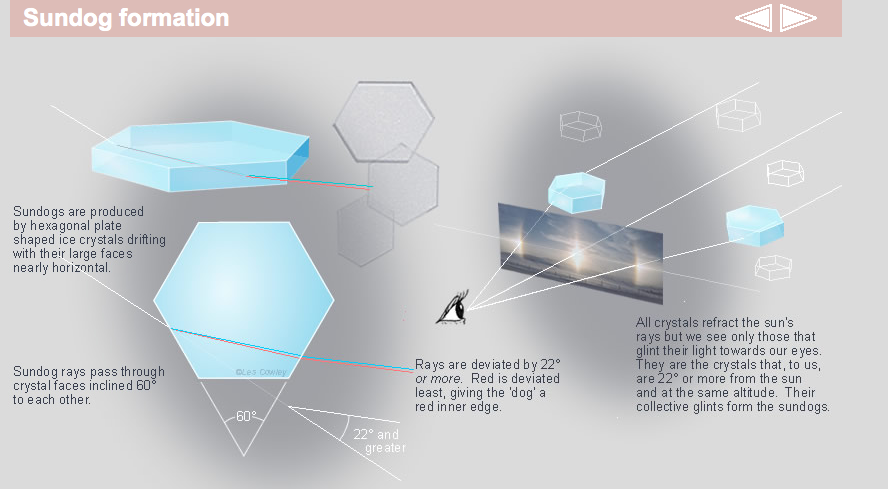 Sundog formation
Sundogs are produced
by hexagonal plate
shaped ice crystals drifting
with their large faces
nearly horizontal.
Sundog rays pass through
crystal faces inclined 60°
to each other.
©Les Cowley
60°
22° and
greater
Rays are deviated by 22°
or more. Red is deviated
least, giving the 'dog' a
red inner edge.
All crystals refract the sun's
rays but we see only those that
glint their light towards our eyes.
They are the crystals that, to us,
are 22° or more from the sun
and at the same altitude. Their
collective glints form the sundogs.